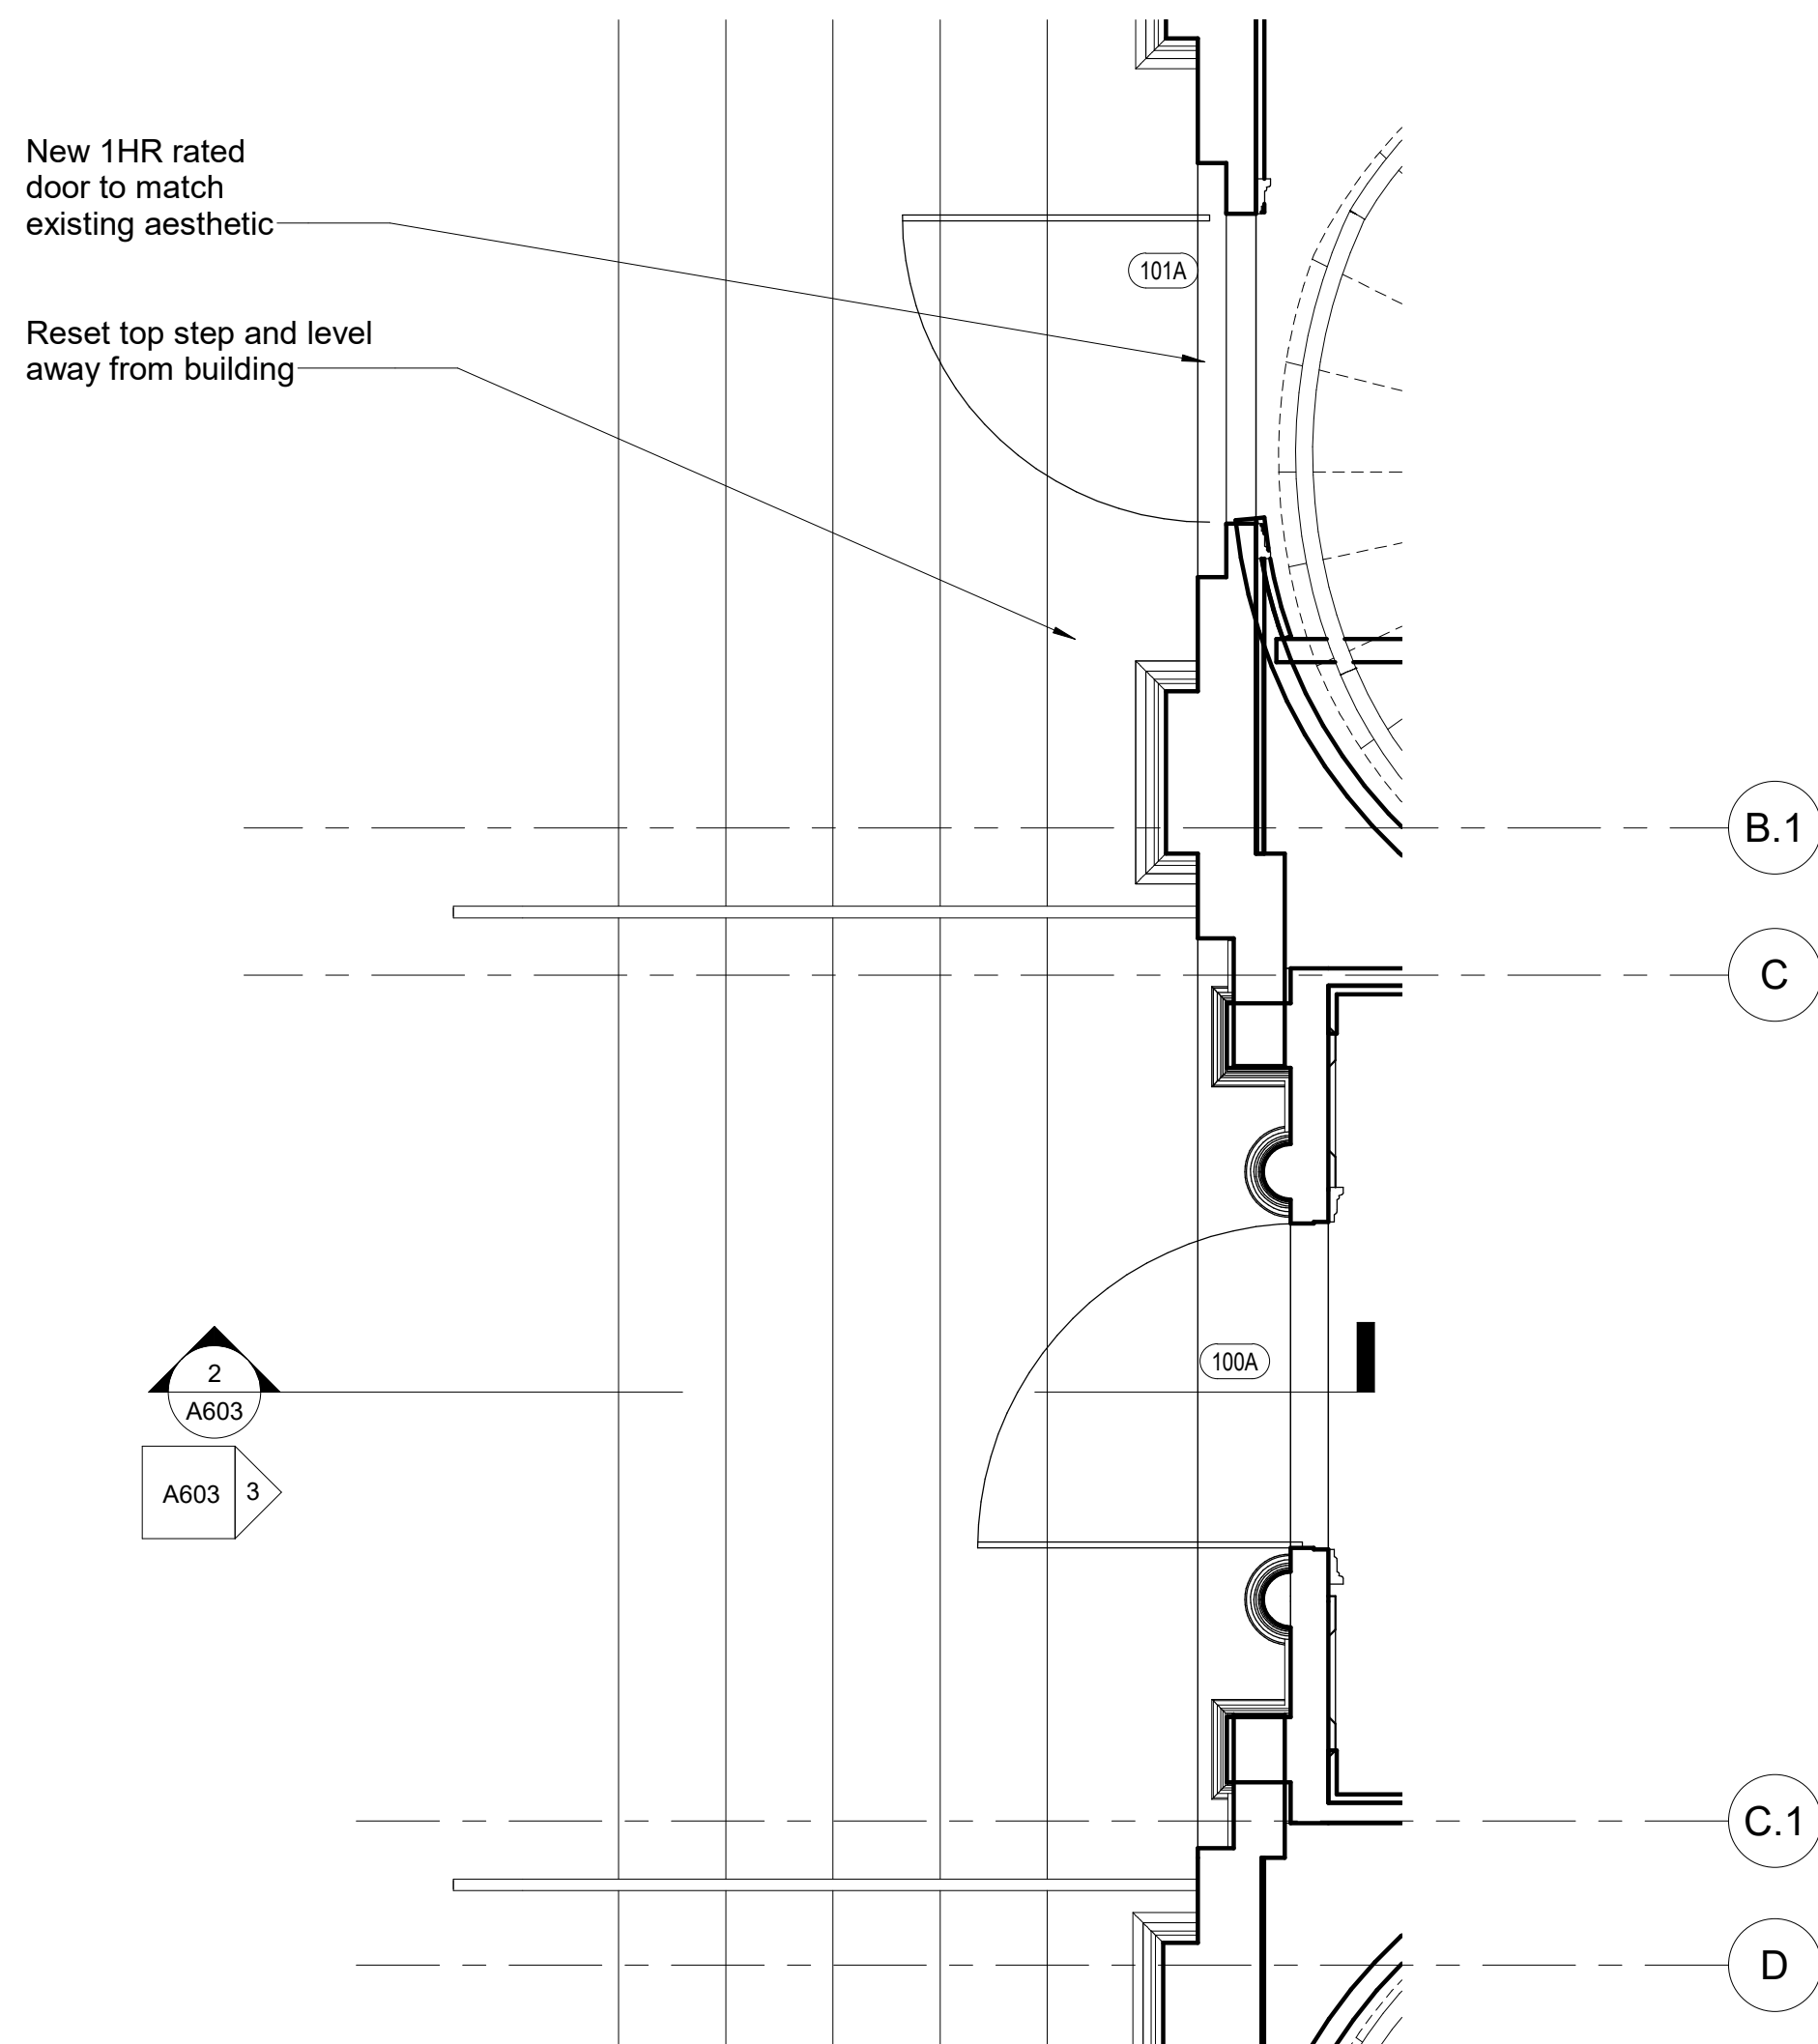 New 1HR rated
door to match
existing aesthetic
101A
Reset top step and level
away from building
B.1
C
2
A603
100A
A603
3
C.1
D